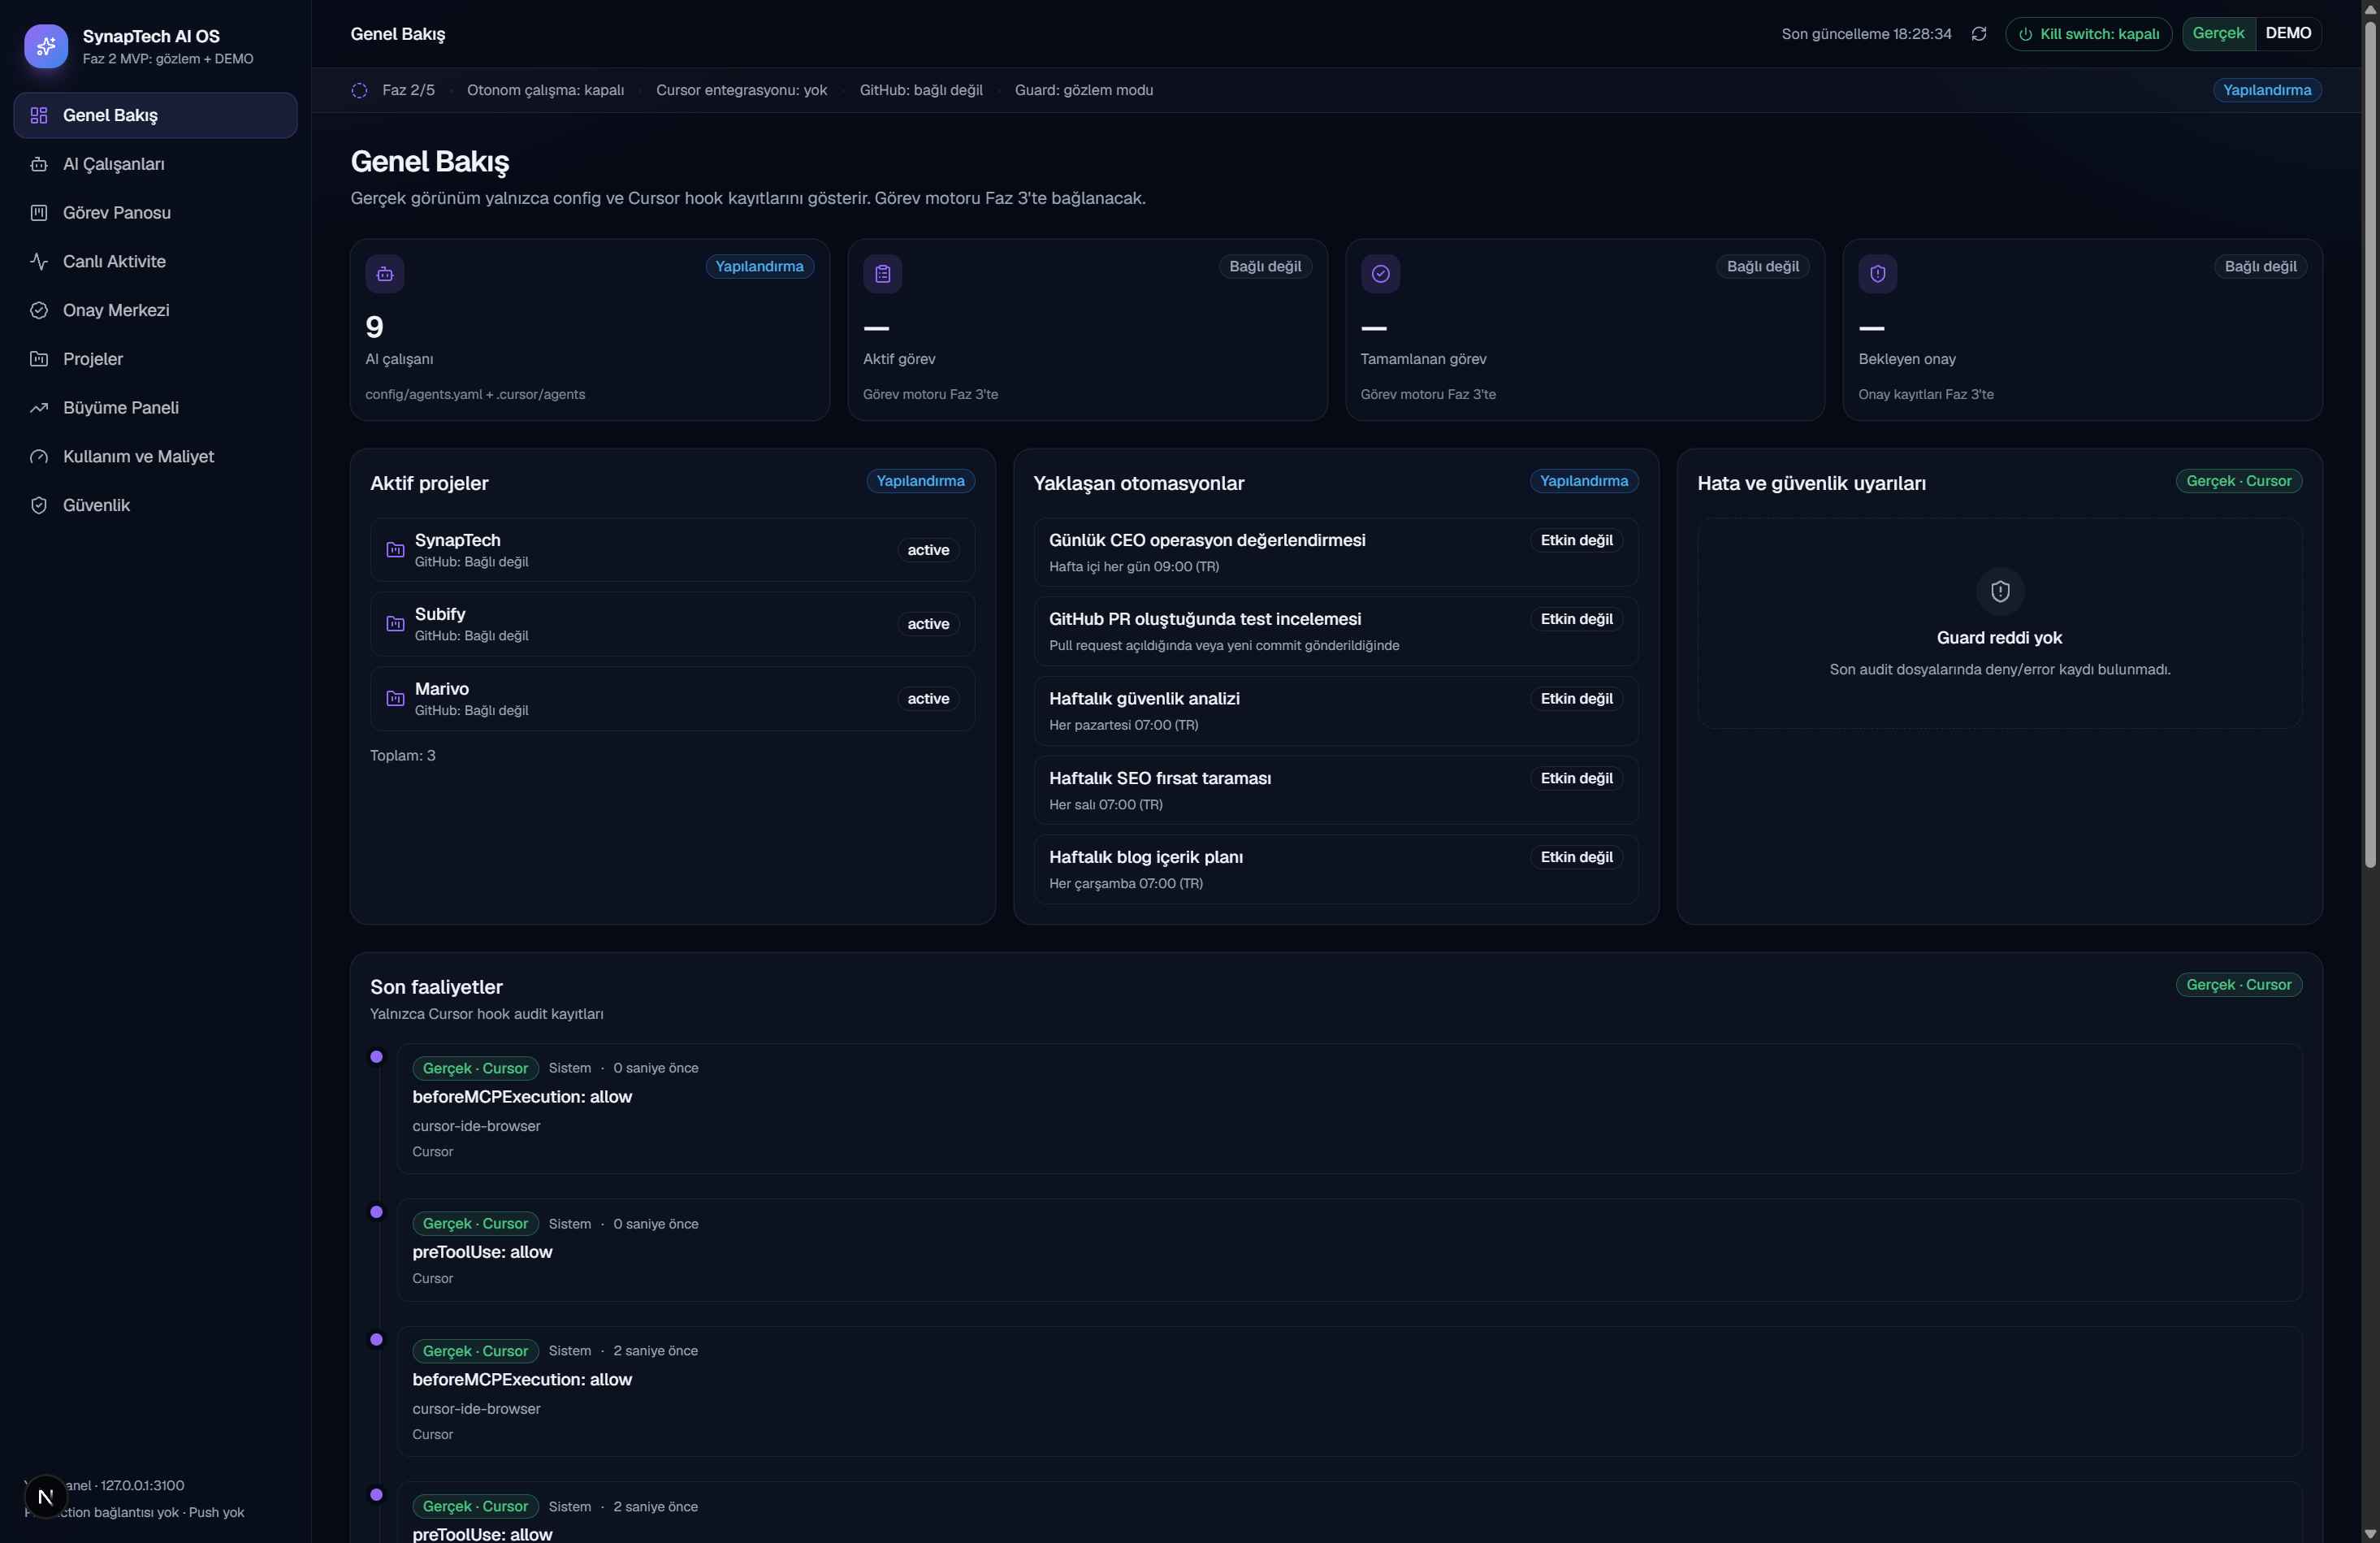 SynapTech AI OS
Faz 2 MVP: gözlem + DEMO
Genel Bakış
AI Çalışanları
Görev Panosu
Canlı Aktivite
Onay Merkezi
Projeler
Büyüme Paneli
Kullanım ve Maliyet
Güvenlik
anel · 127.0.0.1:3100
bağlantısı yok · Push yok
N
Genel Bakış
Son güncelleme 18:28:34
Kill switch: kapalı
Gerçek
DEMO
Faz 2/5 · Otonom çalışma: kapalı · Cursor entegrasyonu: yok · GitHub: bağlı değil · Guard: gözlem modu
Yapılandırma
Genel Bakış
Gerçek görünüm yalnızca config ve Cursor hook kayıtlarını gösterir. Görev motoru Faz 3'te bağlanacak.
Yapılandırma
9
AI çalışanı
config/agents.yaml + .cursor/agents
Bağlı değil
—
Aktif görev
Görev motoru Faz 3'te
Bağlı değil
—
Tamamlanan görev
Görev motoru Faz 3'te
Bağlı değil
—
Bekleyen onay
Onay kayıtları Faz 3'te
Aktif projeler
Yapılandırma
SynapTech
GitHub: Bağlı değil
active
Subify
GitHub: Bağlı değil
active
Marivo
GitHub: Bağlı değil
active
Toplam: 3
Yaklaşan otomasyonlar
Yapılandırma
Günlük CEO operasyon değerlendirmesi
Etkin değil
Hafta içi her gün 09:00 (TR)
GitHub PR oluştuğunda test incelemesi
Etkin değil
Pull request açıldığında veya yeni commit gönderildiğinde
Haftalık güvenlik analizi
Etkin değil
Her pazartesi 07:00 (TR)
Haftalık SEO fırsat taraması
Etkin değil
Her salı 07:00 (TR)
Haftalık blog içerik planı
Etkin değil
Her çarşamba 07:00 (TR)
Hata ve güvenlik uyarıları
Gerçek · Cursor
Guard reddi yok
Son audit dosyalarında deny/error kaydı bulunmadı.
Son faaliyetler
Gerçek · Cursor
Yalnızca Cursor hook audit kayıtları
Gerçek · Cursor Sistem · 0 saniye önce
beforeMCPExecution: allow
cursor-ide-browser
Cursor
Gerçek · Cursor Sistem · 0 saniye önce
preToolUse: allow
Cursor
Gerçek · Cursor Sistem · 2 saniye önce
beforeMCPExecution: allow
cursor-ide-browser
Cursor
Gerçek · Cursor Sistem · 2 saniye önce
preToolUse: allow